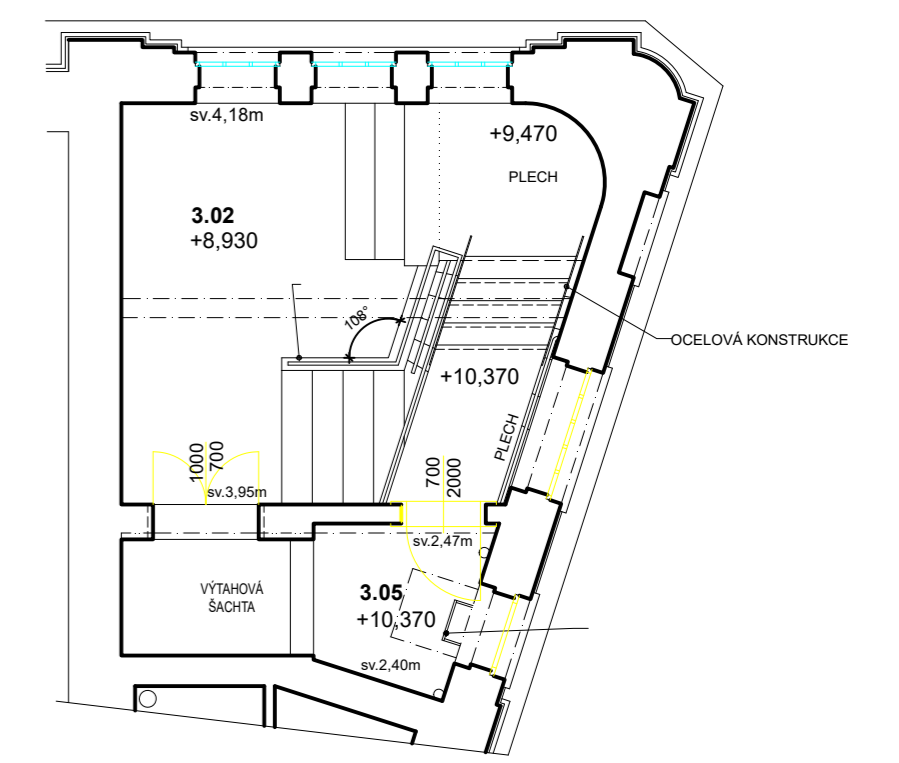 sv.4,18m
+9,470
PLECH
3.02
+8,930
108°
OCELOVÁ KONSTRUKCE
+10,370
PLECH
1000
700
sv.3,95m
700
2000
sv.2,47m
VÝTAHOVÁ
ŠACHTA
3.05
+10,370
sv.2,40m